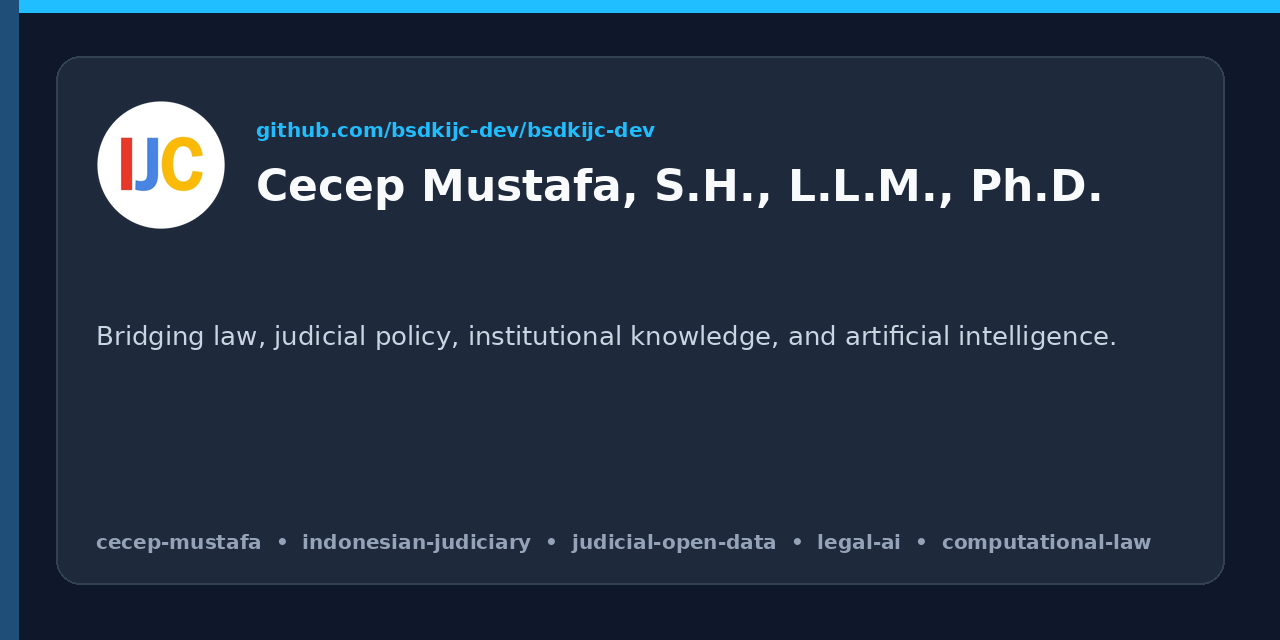 IJC
github.com/bsdkijc-dev/bsdkijc-dev
Cecep Mustafa, S.H., L.L.M., Ph.D.
Bridging law, judicial policy, institutional knowledge, and artificial intelligence.
cecep-mustafa • indonesian-judiciary • judicial-open-data • legal-ai • computational-law